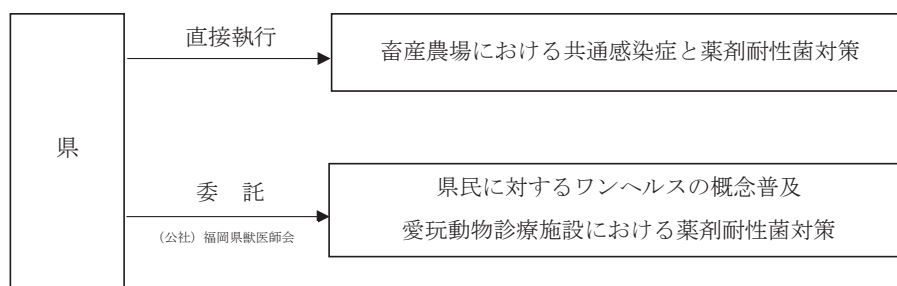 直接執行
畜産農場における共通感染症と薬剤耐性菌対策
県
委　託
（公社）福岡県獣医師会
県民に対するワンヘルスの概念普及
愛玩動物診療施設における薬剤耐性菌対策